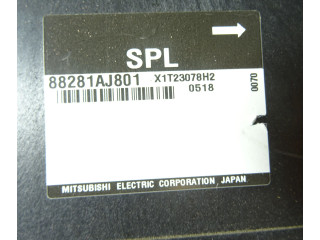 SPL
88281AJ801 X1T23078H2
0518
0070
MITSUBISHI ELECTRIC CORPORATION JAPAN